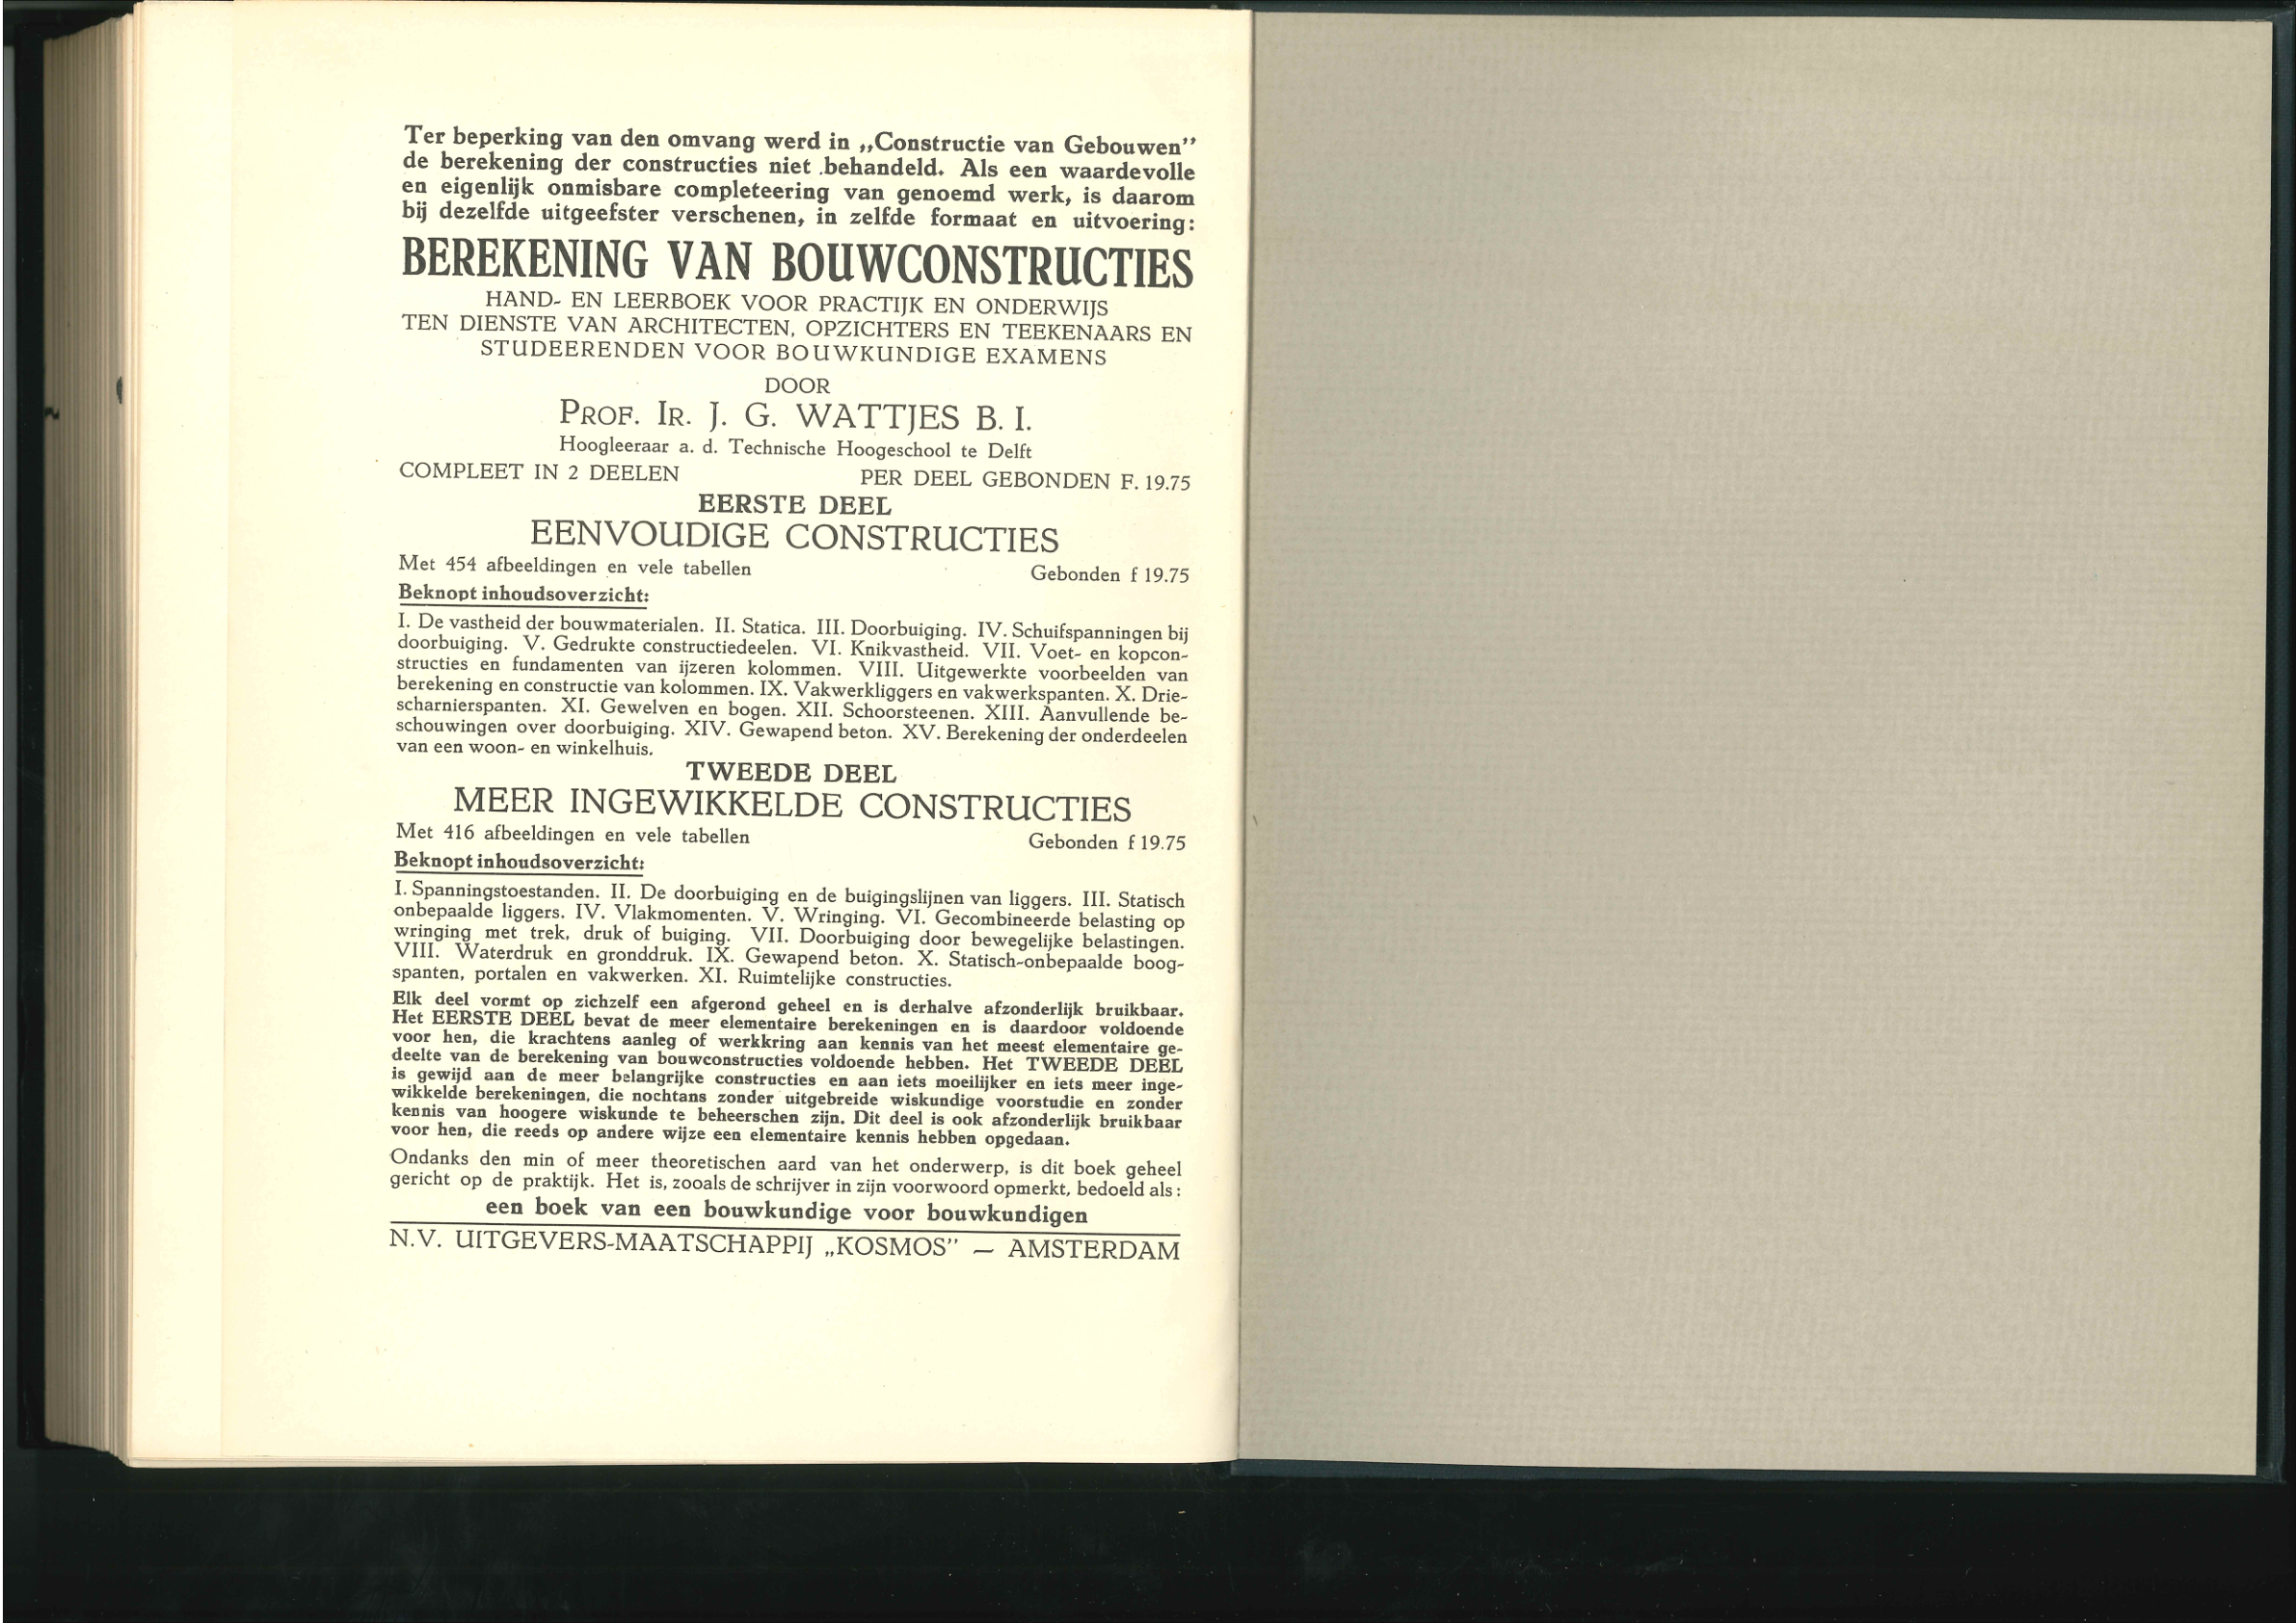 Ter beperking van den omvang werd in „Constructie van Gebouwen”
de berekening der constructies niet behandeld. Als een waardevolle
en eigenlijk onmisbare completeering van genoemd werk, is daarom
bij dezelfde uitgeefster verschenen, in zelfde formaat en uitvoering:
BEREKENING VAN BOUWCONSTRUCTIES
HAND- EN LEERBOEK VOOR PRACTIJK EN ONDERWIJS
TEN DIENSTE VAN ARCHITECTEN, OPZICHTERS EN TEEKENAARS EN
STUDEERENDEN VOOR BOUWKUNDIGE EXAMENS
DOOR
PROF. IR. J. G. WATTJES B. I.
Hoogleeraar a. d. Technische Hoogeschool te Delft
COMPLEET IN 2 DEELEN PER DEEL GEBONDEN F. 19.75
EERSTE DEEL
EENVOUDIGE CONSTRUCTIES
Met 454 afbeeldingen en vele tabellen Gebonden f 19.75
Beknopt inhoudsoverzicht:
I. De vastheid der bouwmaterialen. II. Statica. III. Doorbuiging. IV. Schuifspanningen bij
doorbuiging. V. Gedrukte constructiedeelen. VI. Knikvastheid. VII. Voet- en kopcon-
structies en fundamenten van ijzeren kolommen. VIII. Uitgewerkte voorbeelden van
berekening en constructie van kolommen. IX. Vakwerkliggers en vakwerkspanten. X. Drie-
scharnierspanten. XI. Gewelven en bogen. XII. Schoorsteenen. XIII. Aanvullende be-
schouwingen over doorbuiging. XIV. Gewapend beton. XV. Berekening der onderdeelen
van een woon- en winkelhuis.
TWEEDE DEEL
MEER INGEWIKKELDE CONSTRUCTIES
Met 416 afbeeldingen en vele tabellen Gebonden f 19.75
Beknopt inhoudsoverzicht:
I. Spanningstoestanden. II. De doorbuiging en de buigingslijnen van liggers. III. Statisch
onbepaalde liggers. IV. Vlakmomenten. V. Wringing. VI. Gecombineerde belasting op
wringing met trek, druk of buiging. VII. Doorbuiging door bewegelijke belastingen.
VIII. Waterdruk en gronddruk. IX. Gewapend beton. X. Statisch-onbepaalde boog-
spanten, portalen en vakwerken. XI. Ruimtelijke constructies.
Elk deel vormt op zichzelf een afgerond geheel en is derhalve afzonderlijk bruikbaar.
Het EERSTE DEEL bevat de meer elementaire berekeningen en is daardoor voldoende
voor hen, die krachtens aanleg of werkkring aan kennis van het meest elementaire ge-
deelte van de berekening van bouwconstructies voldoende hebben. Het TWEEDE DEEL
is gewijd aan de meer belangrijke constructies en aan iets moeilijker en iets meer inge-
wikkelde berekeningen, die nochtans zonder uitgebreide wiskundige voorstudie en zonder
kennis van hoogere wiskunde te beheerschen zijn. Dit deel is ook afzonderlijk bruikbaar
voor hen, die reeds op andere wijze een elementaire kennis hebben opgedaan.
Ondanks den min of meer theoretischen aard van het onderwerp, is dit boek geheel
gericht op de praktijk. Het is, zooals de schrijver in zijn voorwoord opmerkt, bedoeld als:
een boek van een bouwkundige voor bouwkundigen
N.V. UITGEVERS-MAATSCHAPPIJ „KOSMOS” — AMSTERDAM